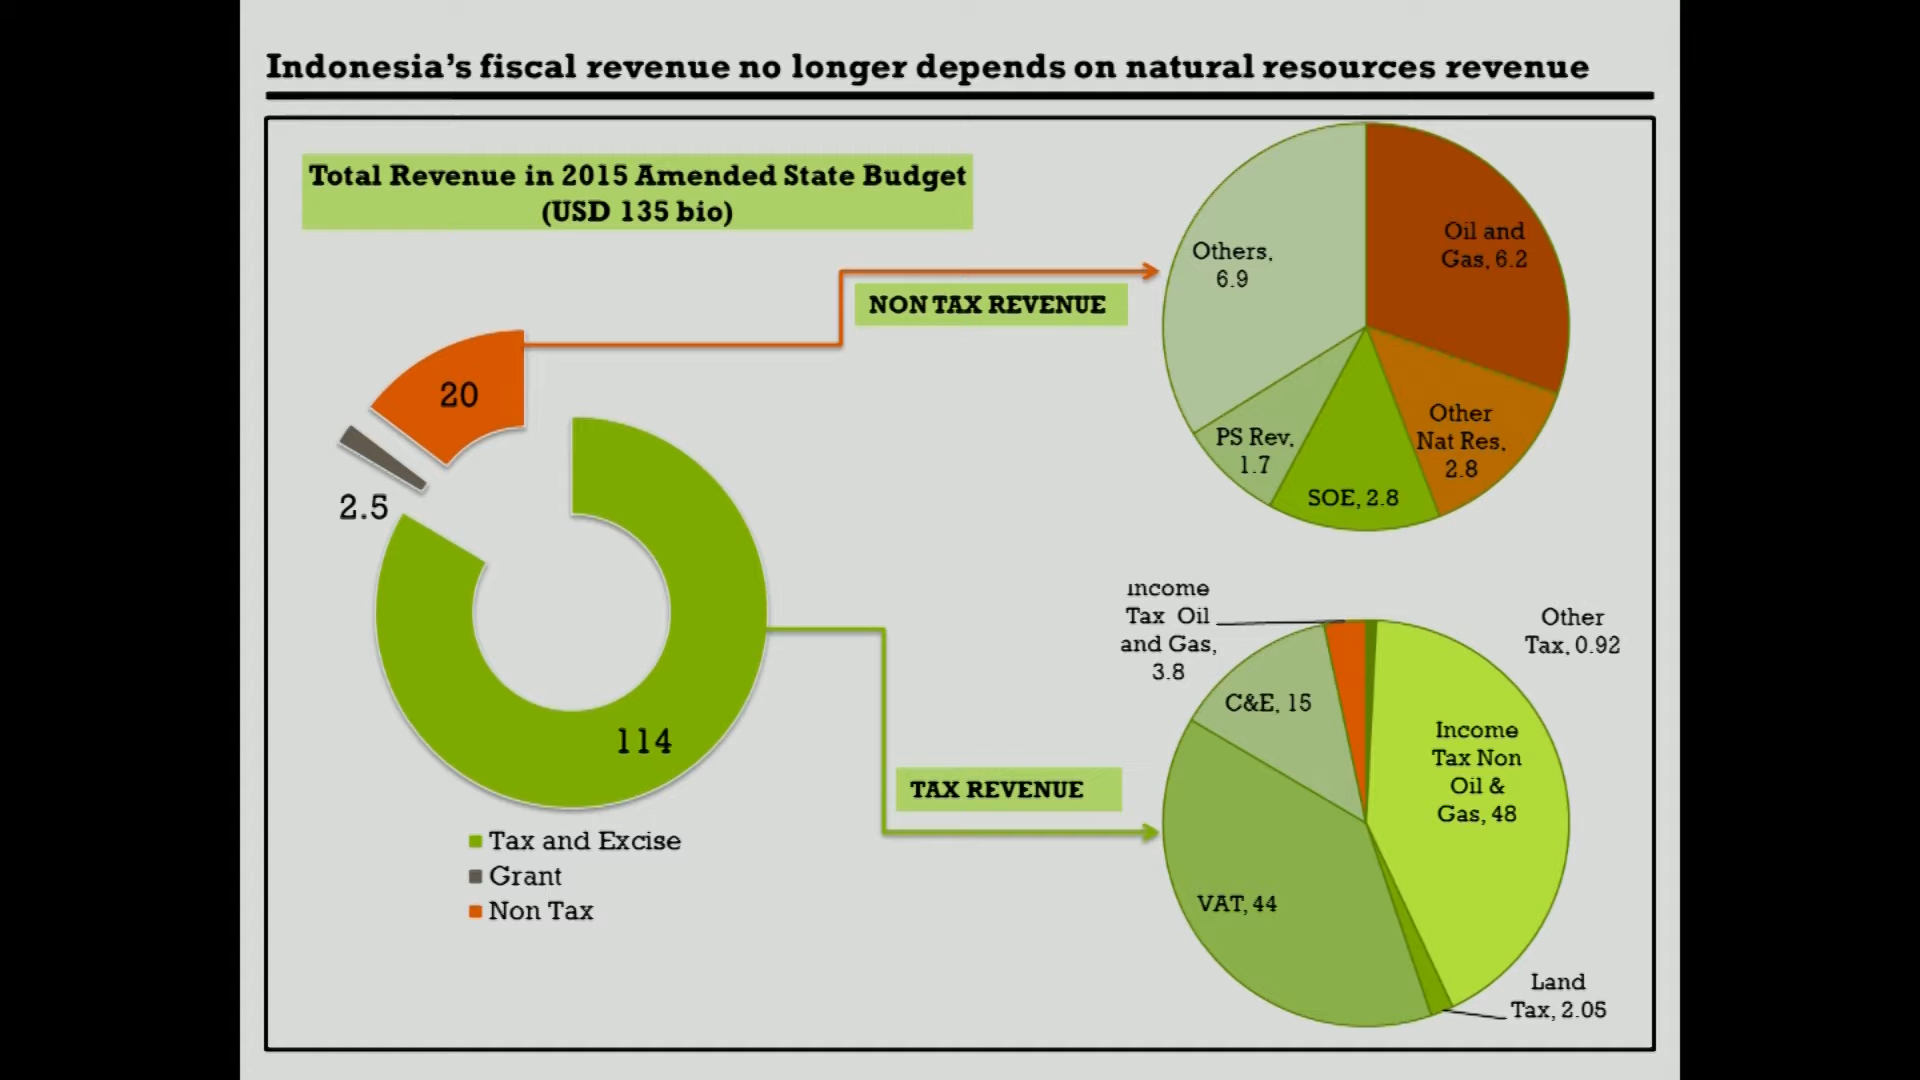 Indonesia's fiscal revenue no longer depends on natural resources revenue
Total Revenue in 2015 Amended State Budget
(USD 135 bio)
Others,
6.9
Oil and
Gas, 6.2
NON TAX REVENUE
20
Other
Nat Res,
2.8
PS Rev,
1.7
SOE, 2.8
2.5
Income
Tax Oil
and Gas,
3.8
Other
Tax, 0.92
C&E, 15
Income
Tax Non
Oil &
Gas, 48
114
TAX REVENUE
VAT, 44
Tax and Excise
Grant
Non Tax
Land
Tax, 2.05